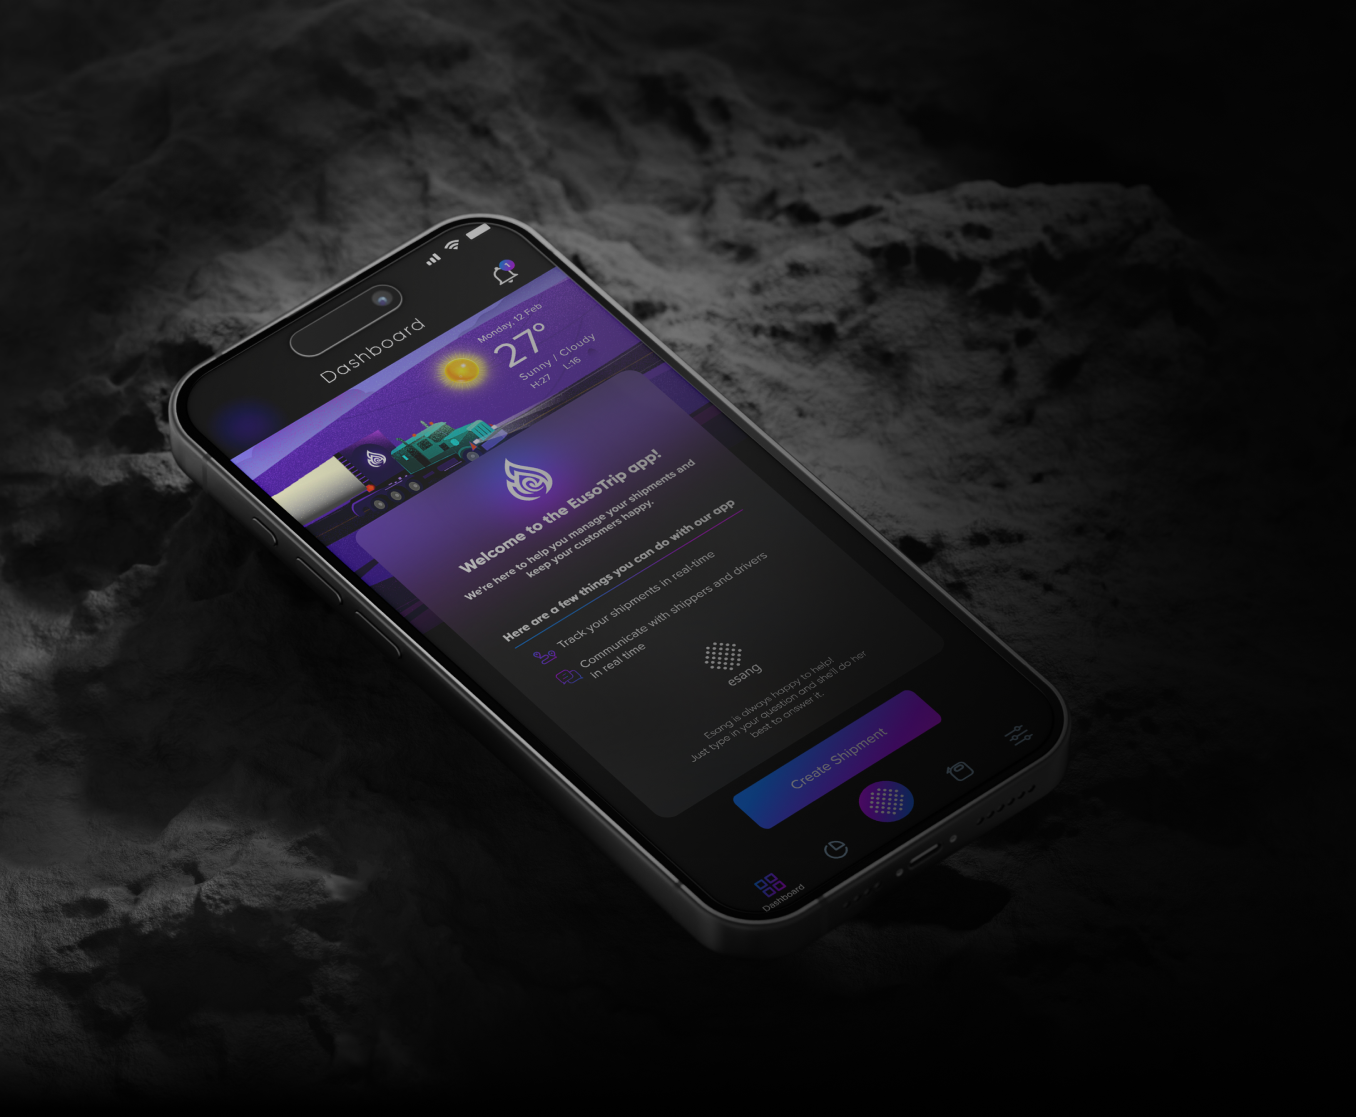 1
Dashboard
Monday, 12 Feb
27°
Sunny / Cloudy
H:27 L:16
Welcome to the EusoTrip app!
We're here to help you manage your shipments and
keep your customers happy.
Here are a few things you can do with our app
Track your shipments in real-time
Communicate with shippers and drivers
in real time
esang
Esang is always happy to help!
Just type in your question and she'll do her
best to answer it.
Create Shipment
Dashboard